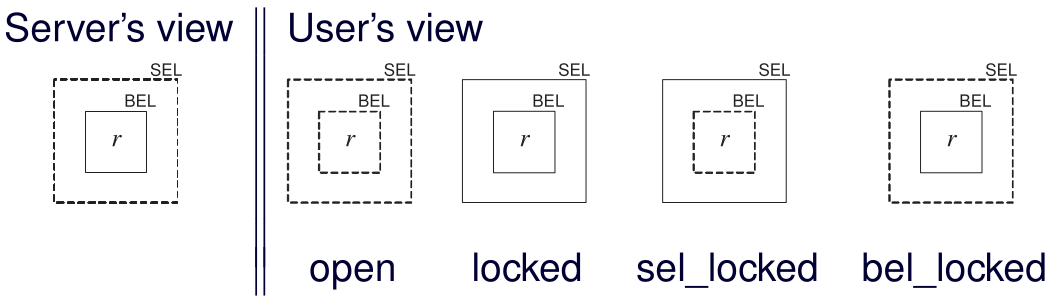 Server's view
User's view
SEL
SEL
SEL
SEL
SEL
BEL
BEL
BEL
BEL
BEL
r
r
r
r
r
open
locked
sel_locked
bel_locked